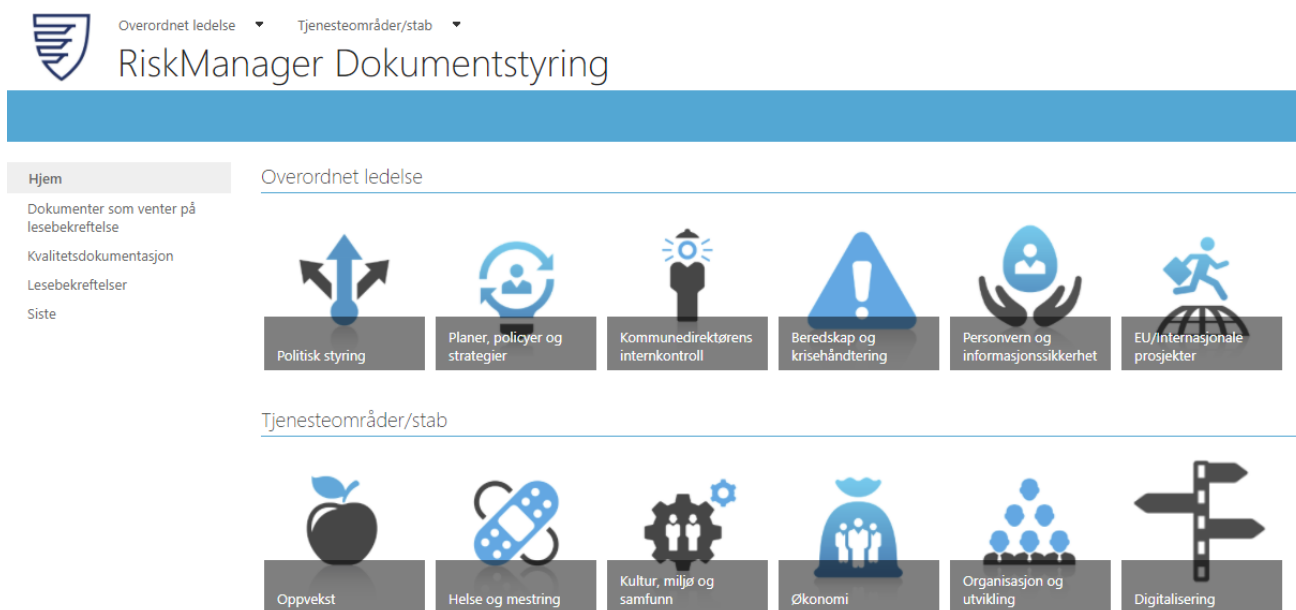 Overordnet ledelse
Tjenesteområder/stab
RiskManager Dokumentstyring
Hjem
Dokumenter som venter på
lesebekreftelse
Kvalitetsdokumentasjon
Lesebekreftelser
Siste
Overordnet ledelse
Politisk styring
Planer, policyer og
strategier
Kommunedirektørens
internkontroll
Beredskap og
krisehåndtering
Personvern og
informasjonssikkerhet
EU/Internasjonale
prosjekter
Tjenesteområder/stab
Oppvekst
Helse og mestring
Kultur, miljø og
samfunn
Økonomi
Organisasjon og
utvikling
Digitalisering